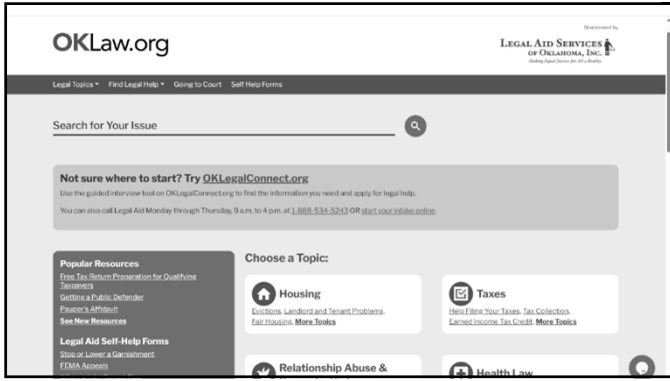 Maintained by
OKLaw.org
LEGAL AID SERVICES
OF OKLAHOMA, INC.
Making Equal Justice for All a Reality
Legal Topics Find Legal Help Going to Court Self Help Forms
Search for Your Issue
Not sure where to start? Try OKLegalConnect.org
Use the guided interview tool on OKLegalConnect.org to find the information you need and apply for legal help.
You can also call Legal Aid Monday through Thursday, 9 a.m. to 4 p.m. at 1-888-534-5243 OR start your intake online.
Popular Resources
Free Tax Return Preparation for Qualifying
Taxpayers
Getting a Public Defender
Pauper's Affidavit
See New Resources
Legal Aid Self-Help Forms
Stop or Lower a Garnishment
FEMA Appeals
Choose a Topic:
Housing
Evictions, Landlord and Tenant Problems,
Fair Housing, More Topics
Taxes
Help Filing Your Taxes, Tax Collection,
Earned Income Tax Credit, More Topics
Relationship Abuse &
Health Law